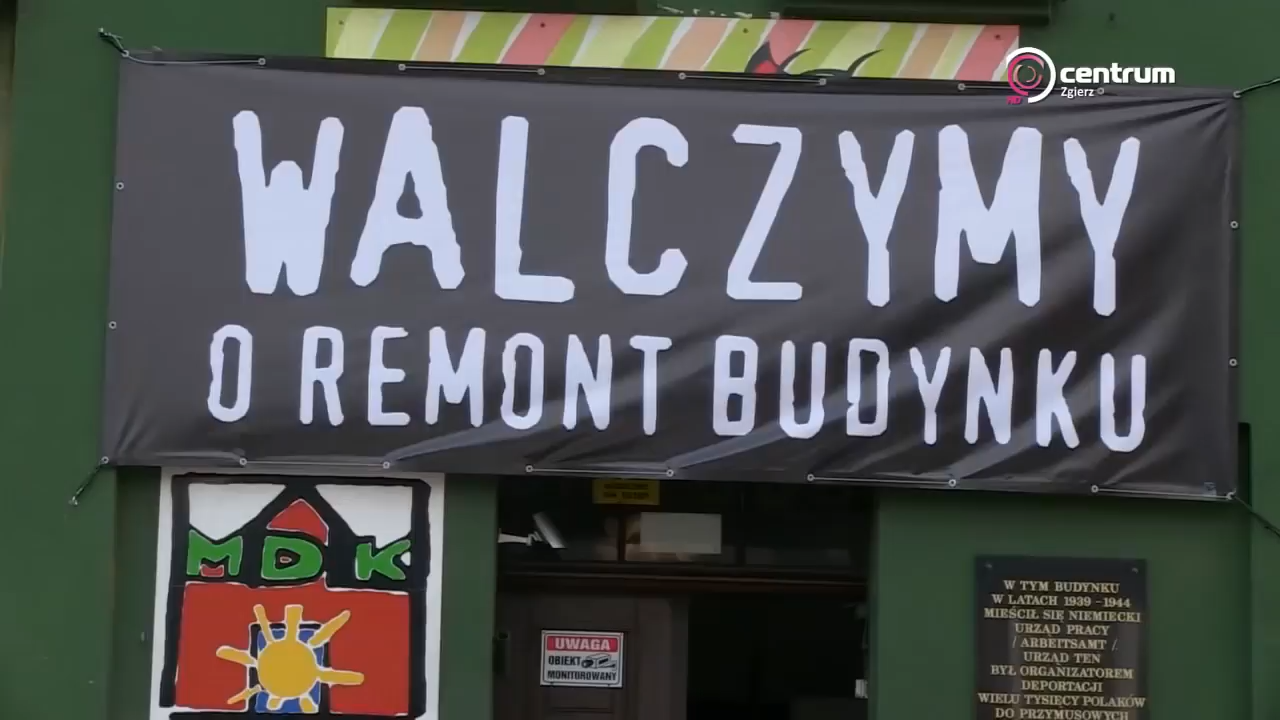 centrum
Zgierz
WALCZYMY
O REMONT BUDYNKU
MDK
UWAGA
OBIEKT
MONITOROWANY
W TYM BUDYNKU
W LATACH 1939-1944
MIEŚCIŁ SIĘ NIEMIECKI
URZĄD PRACY
/ ARBEITSAMT /
URZĄD TEN
BYŁ ORGANIZATOREM
DEPORTACJI
WIELU TYSIĘCY POLAKÓW
DO PRZYMUSOWYCH